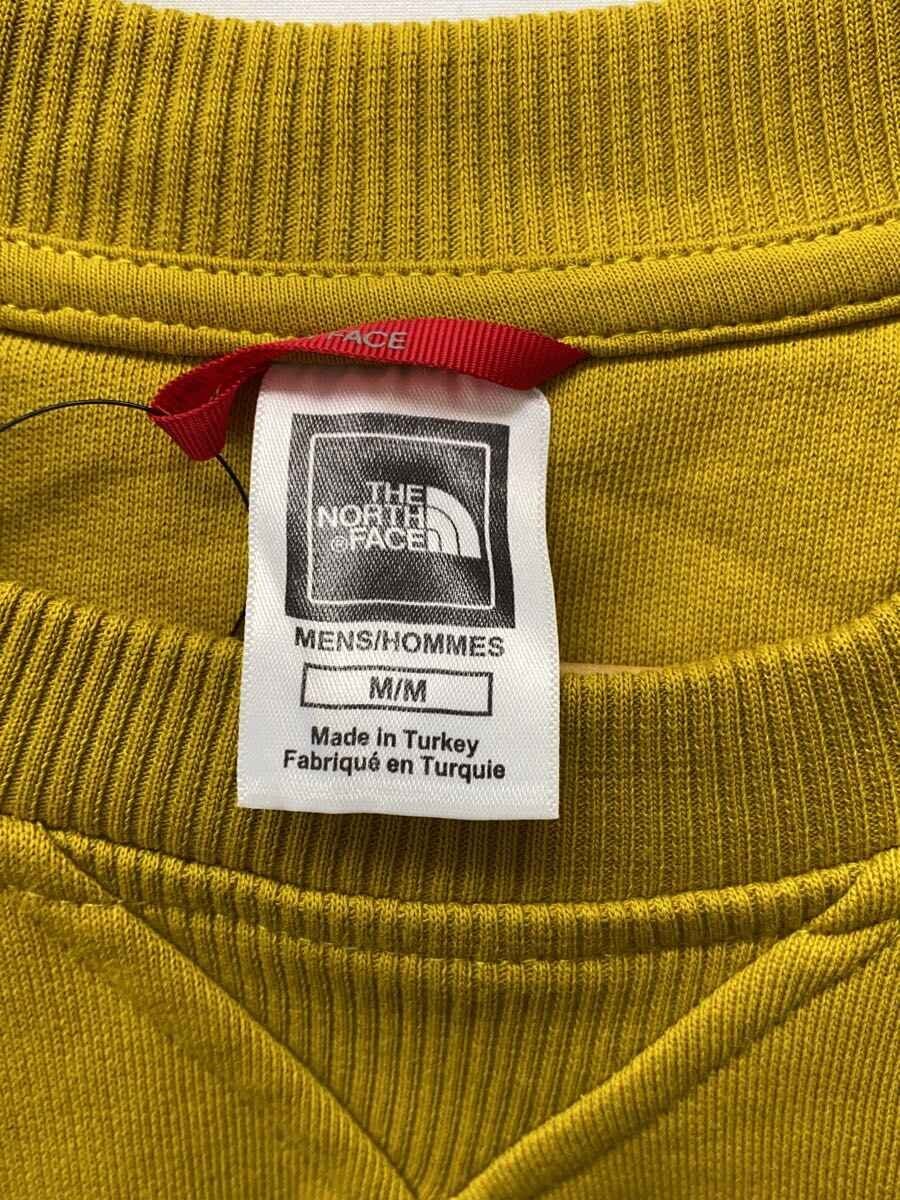 FACE
THE
NORTH
®FACE
MENS/HOMMES
M/M
Made in Turkey
Fabriqué en Turquie